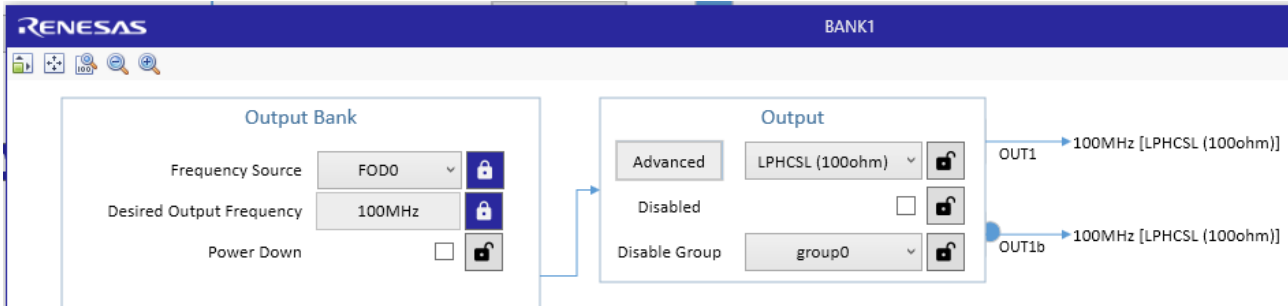 RENESAS
BANK1
100
Output Bank
Frequency Source
FOD0
Desired Output Frequency
100MHz
Power Down
Output
Advanced
LPHCSL (100ohm)
Disabled
Disable Group
group0
OUT1
100MHz [LPHCSL (100ohm)]
OUT1b
100MHz [LPHCSL (100ohm)]